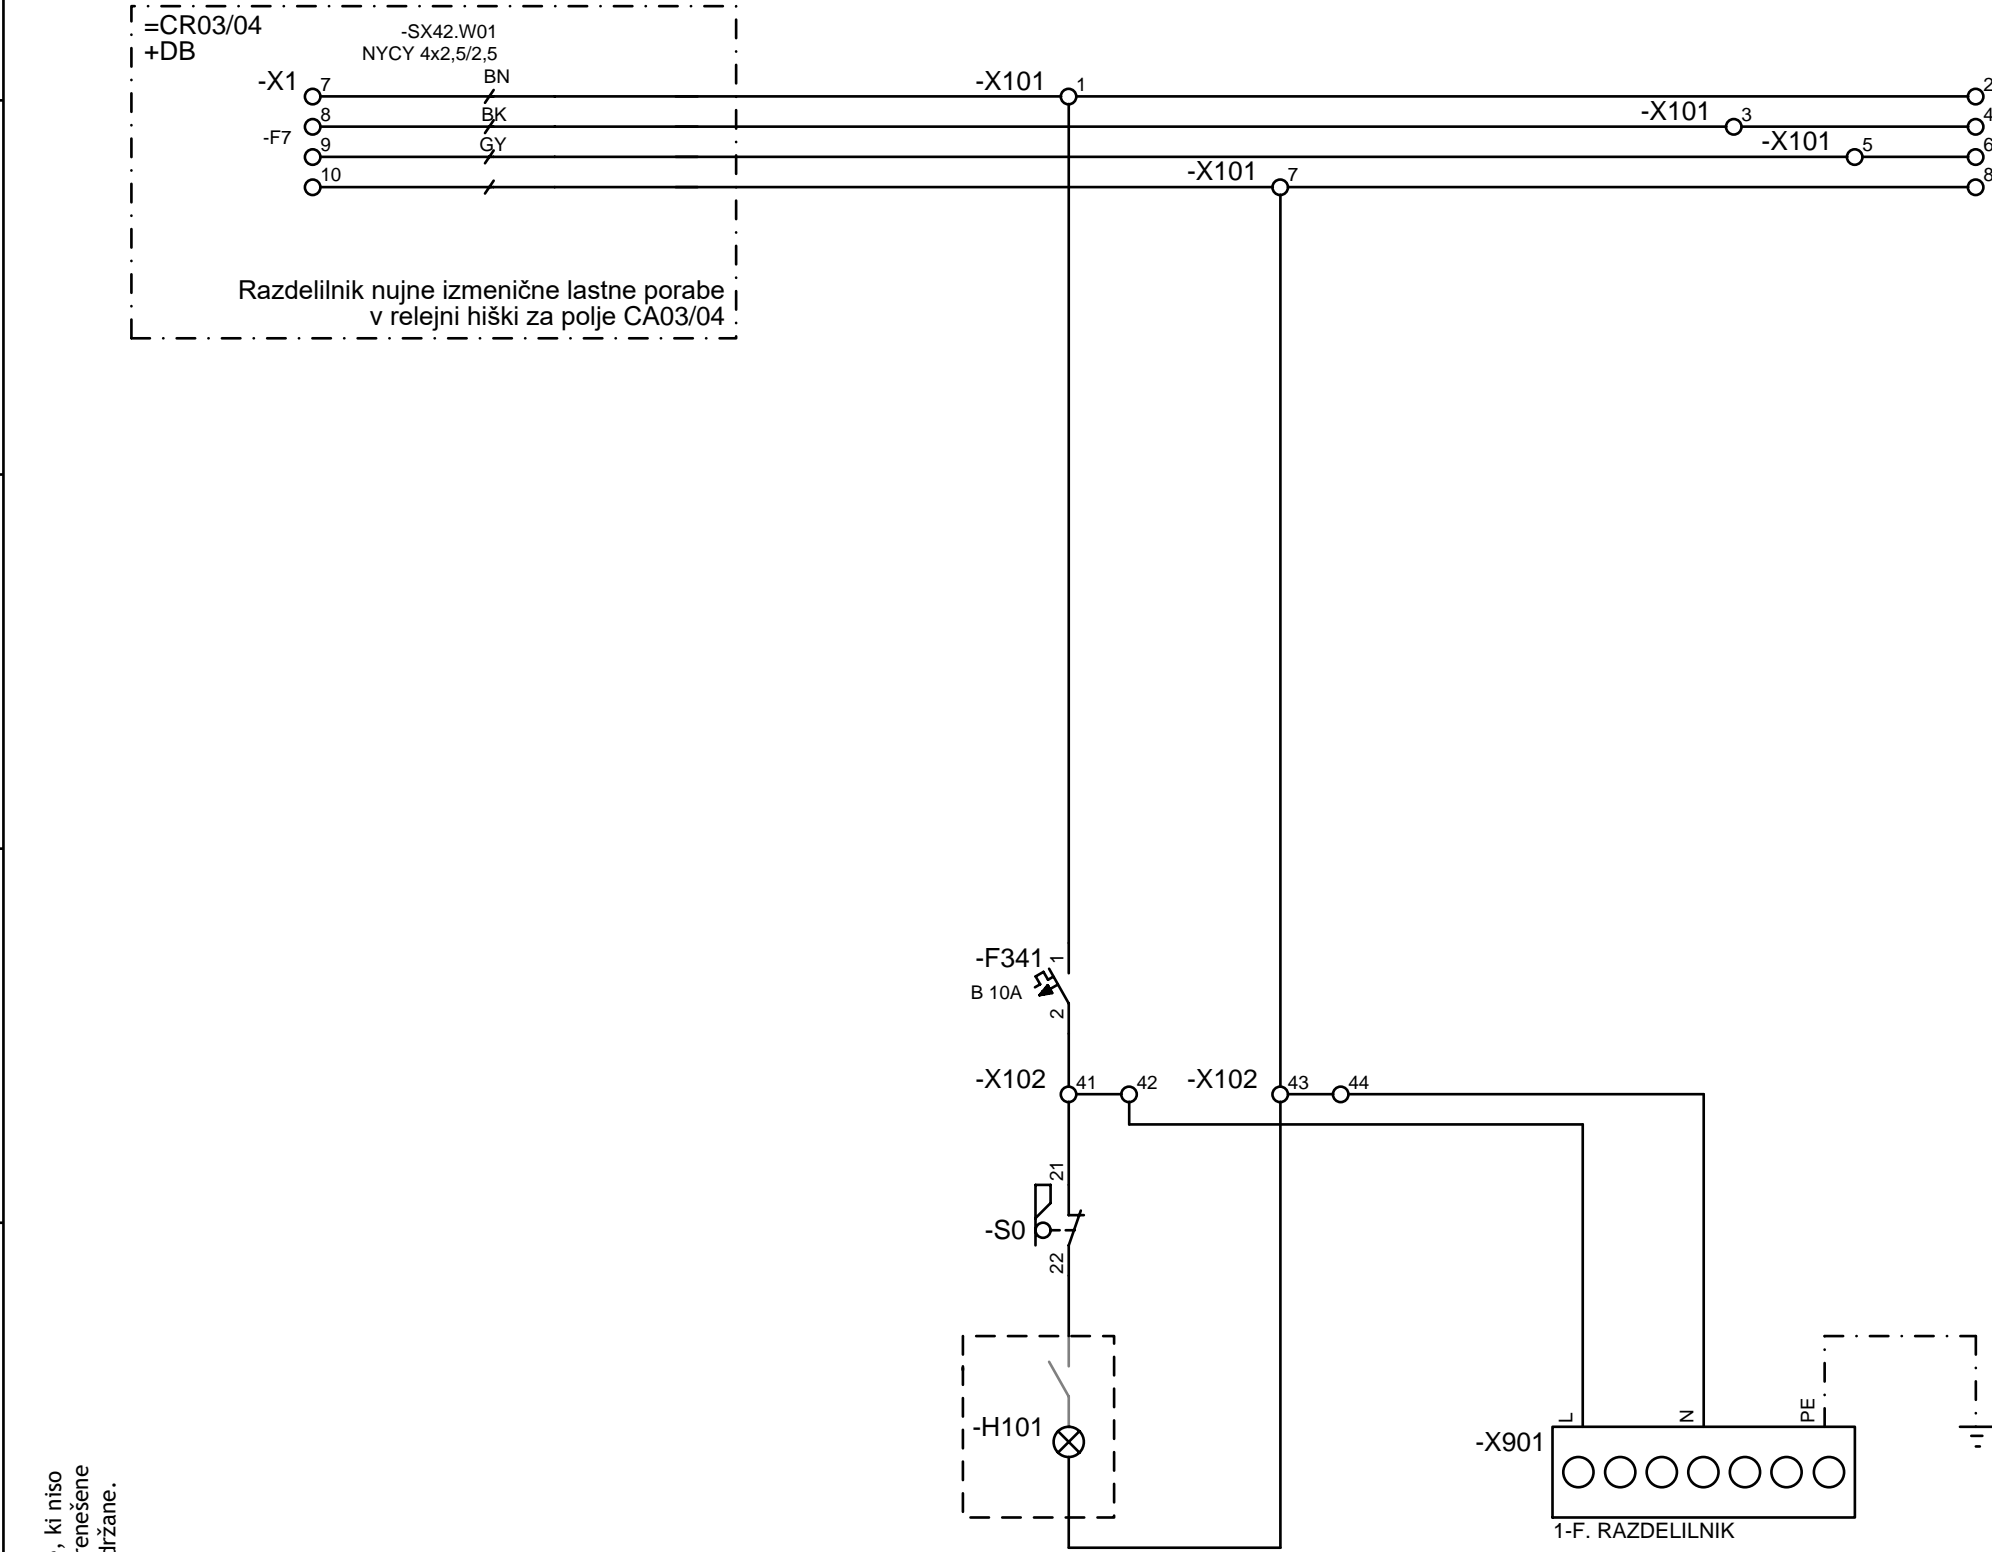 =CR03/04
+DB
-SX42.W01
NYCY 4x2,5/2,5
-X1 7 BN
8 BK
-F7
9 GY
10
-X101 1
2
-X101 3
4
-X101 5
6
-X101 7
8
Razdelilnik nujne izmenične lastne porabe
v relejni hiški za polje CA03/04
-F341 1
B 10A
2
-X102 41 42
-X102 43 44
21
-S0
22
-H101
L
N
PE
-X901
1-F. RAZDELILNIK
ki niso